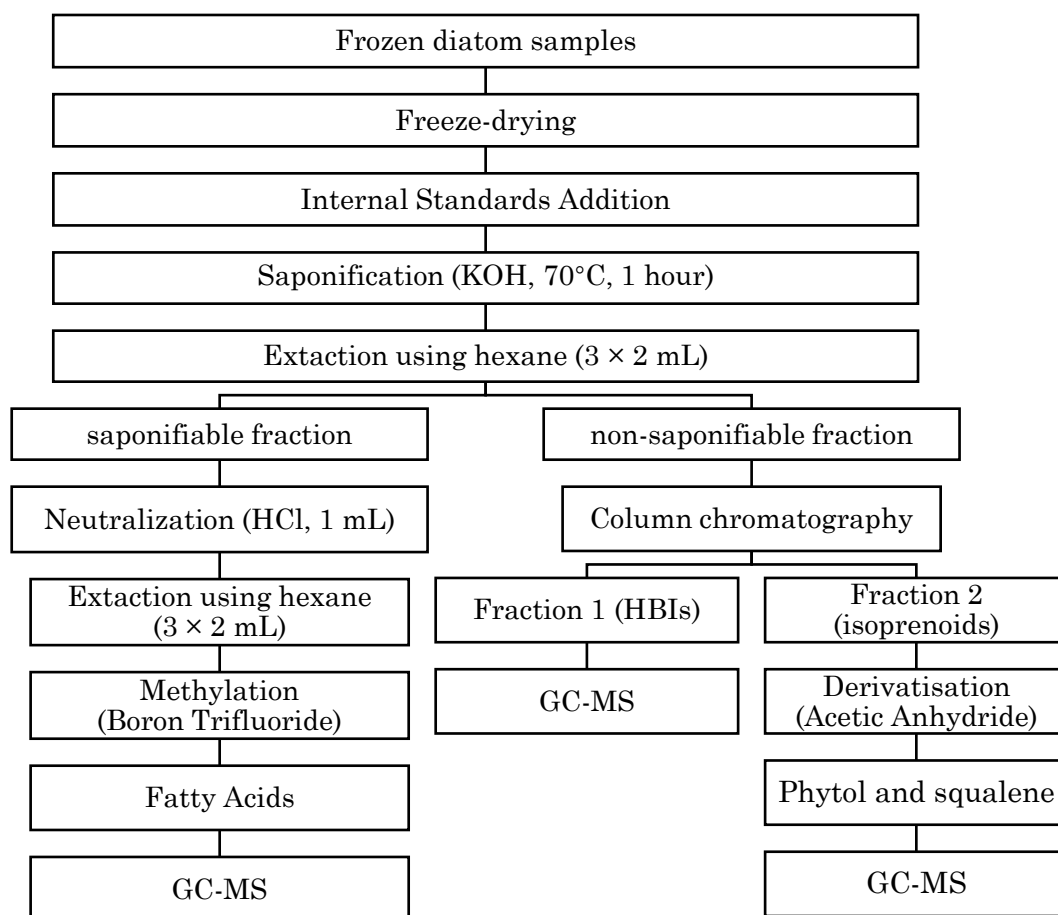 Frozen diatom samples
Freeze-drying
Internal Standards Addition
Saponification (KOH, 70°C, 1 hour)
Extaction using hexane (3 × 2 mL)
saponifiable fraction
non-saponifiable fraction
Neutralization (HCl, 1 mL)
Column chromatography
Extaction using hexane
(3 × 2 mL)
Fraction 1 (HBIs)
Fraction 2
(isoprenoids)
Methylation
(Boron Trifluoride)
GC-MS
Derivatisation
(Acetic Anhydride)
Fatty Acids
Phytol and squalene
GC-MS
GC-MS